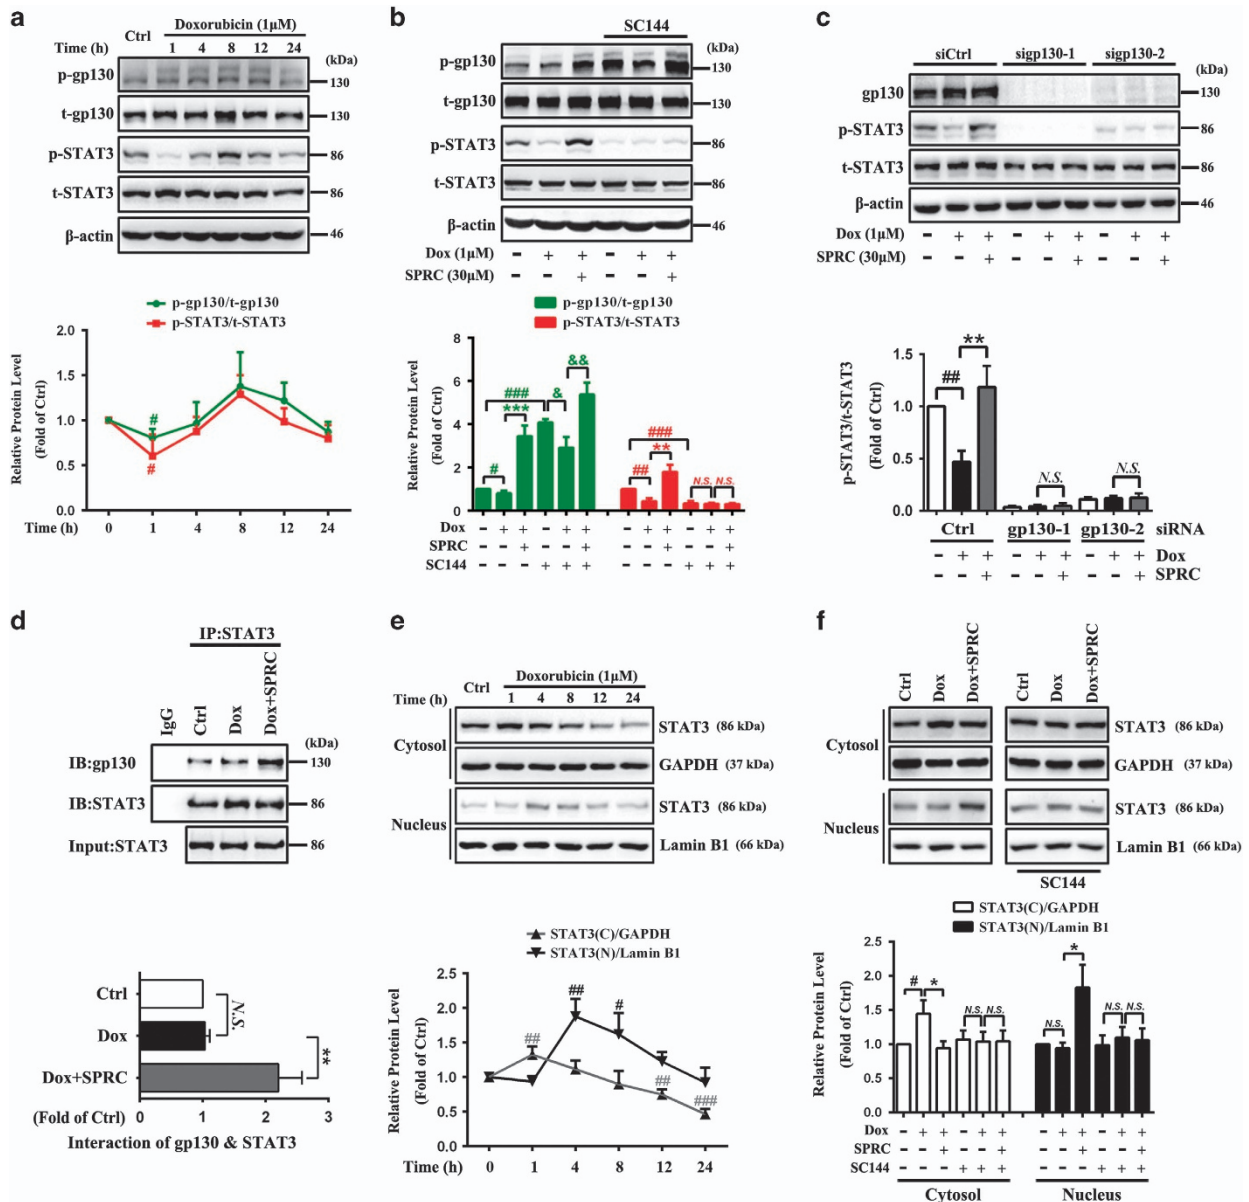 a
Doxorubicin (1μM)
Ctrl
Time (h) 1 4 8 12 24 (kDa)
p-gp130 130
t-gp130 130
p-STAT3 86
t-STAT3 86
β-actin 46
p-gp130/t-gp130
p-STAT3/t-STAT3
Relative Protein Level
(Fold of Ctrl)
2.0
1.5
1.0
0.5
0.0
#
#
Time (h) 0 1 4 8 12 24
b
SC144
(kDa)
p-gp130 130
t-gp130 130
p-STAT3 86
t-STAT3 86
β-actin 46
Dox (1μM) - + + - + +
SPRC (30μM) - - + - - +
p-gp130/t-gp130
p-STAT3/t-STAT3
Relative Protein Level
(Fold of Ctrl)
8
6
4
2
0
# *** ### & &&
## ** ### N.S. N.S.
Dox - + + - + + - + + - + +
SPRC - - + - - + - - + - - +
SC144 - - - + + + - - - + + +
c
siCtrl sigp130-1 sigp130-2
(kDa)
gp130 130
p-STAT3 86
t-STAT3 86
β-actin 46
Dox (1μM) - + + - + + - + +
SPRC (30μM) - - + - - + - - +
p-STAT3/t-STAT3
(Fold of Ctrl)
1.5
1.0
0.5
0.0
## ** N.S. N.S.
Ctrl gp130-1 gp130-2 siRNA
- + + - + + - + + Dox
- - + - - + - - + SPRC
d
IP:STAT3
IgG Ctrl Dox Dox+SPRC
(kDa)
IB:gp130 130
IB:STAT3 86
Input:STAT3 86
Ctrl
Dox
Dox+SPRC
N.S.
**
(Fold of Ctrl) 0 1 2 3
Interaction of gp130 & STAT3
e
Doxorubicin (1μM)
Ctrl
Time (h) 1 4 8 12 24
Cytosol
STAT3 (86 kDa)
GAPDH (37 kDa)
Nucleus
STAT3 (86 kDa)
Lamin B1 (66 kDa)
STAT3(C)/GAPDH
STAT3(N)/Lamin B1
Relative Protein Level
(Fold of Ctrl)
2.5
2.0
1.5
1.0
0.5
0.0
## ## # ## ###
Time (h) 0 1 4 8 12 24
f
Ctrl Dox Dox+SPRC Ctrl Dox Dox+SPRC
Cytosol
STAT3 (86 kDa)
GAPDH (37 kDa)
Nucleus
STAT3 (86 kDa)
Lamin B1 (66 kDa)
SC144
STAT3(C)/GAPDH
STAT3(N)/Lamin B1
Relative Protein Level
(Fold of Ctrl)
2.5
2.0
1.5
1.0
0.5
0.0
# * N.S. N.S. N.S. * N.S. N.S.
Dox - + + - + + - + + - + +
SPRC - - + - - + - - + - - +
SC144 - - - + + + - - - + + +
Cytosol Nucleus